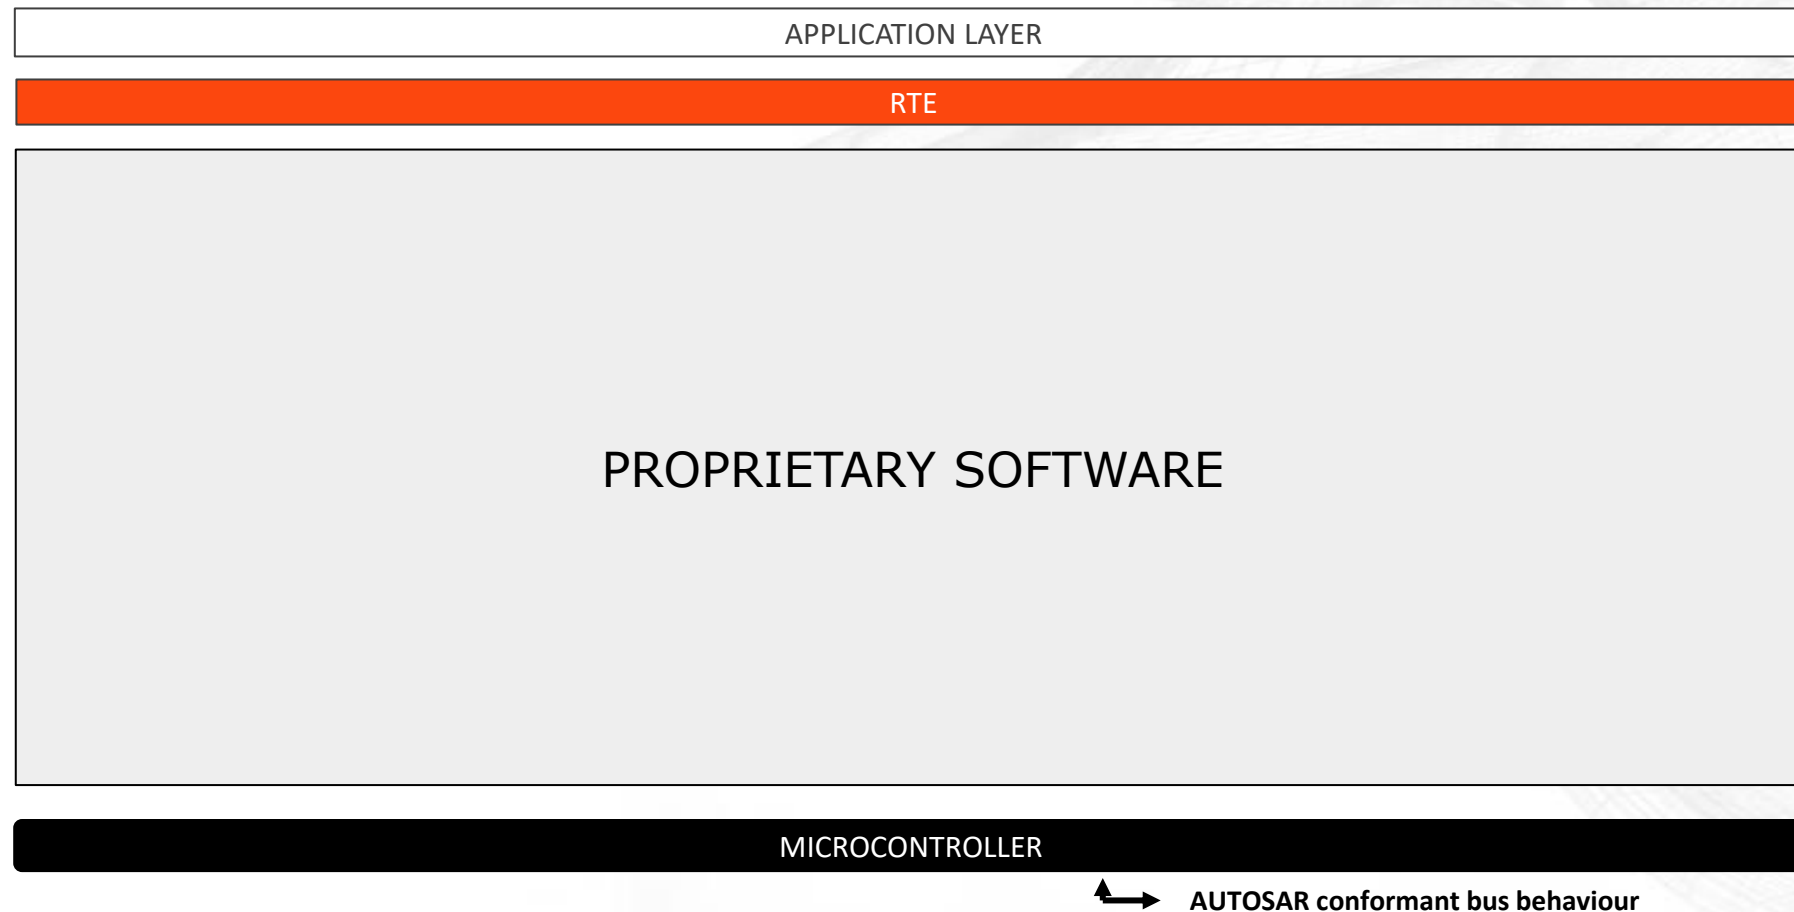 APPLICATION LAYER
RTE
PROPRIETARY SOFTWARE
MICROCONTROLLER
AUTOSAR conformant bus behaviour